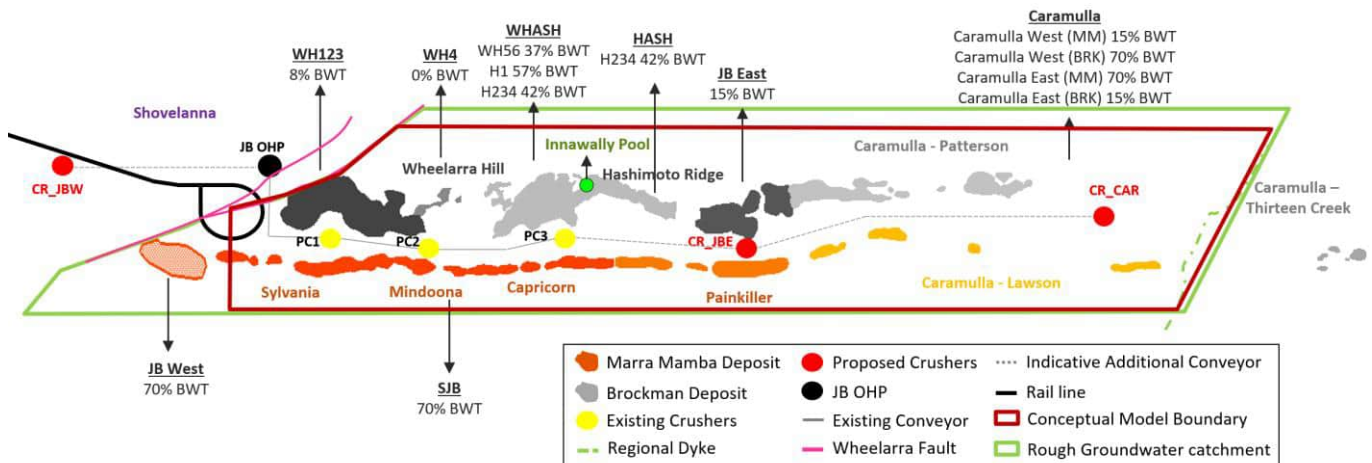 Caramulla
Caramulla West (MM) 15% BWT
Caramulla West (BRK) 70% BWT
Caramulla East (MM) 70% BWT
Caramulla East (BRK) 15% BWT
WHASH
WH56 37% BWT
H1 57% BWT
H234 42% BWT
HASH
H234 42% BWT
WH123
8% BWT
WH4
0% BWT
JB East
15% BWT
Shovelanna
JB OHP
Wheelarra Hill
Innawally Pool
Hashimoto Ridge
Caramulla - Patterson
CR_JBW
CR_CAR
Caramulla –
Thirteen Creek
PC1
PC2
PC3
CR_JBE
Sylvania
Mindoona
Capricorn
Painkiller
Caramulla - Lawson
JB West
70% BWT
SJB
70% BWT
Marra Mamba Deposit
Proposed Crushers
Indicative Additional Conveyor
Brockman Deposit
JB OHP
Rail line
Existing Crushers
Existing Conveyor
Conceptual Model Boundary
Regional Dyke
Wheelarra Fault
Rough Groundwater catchment